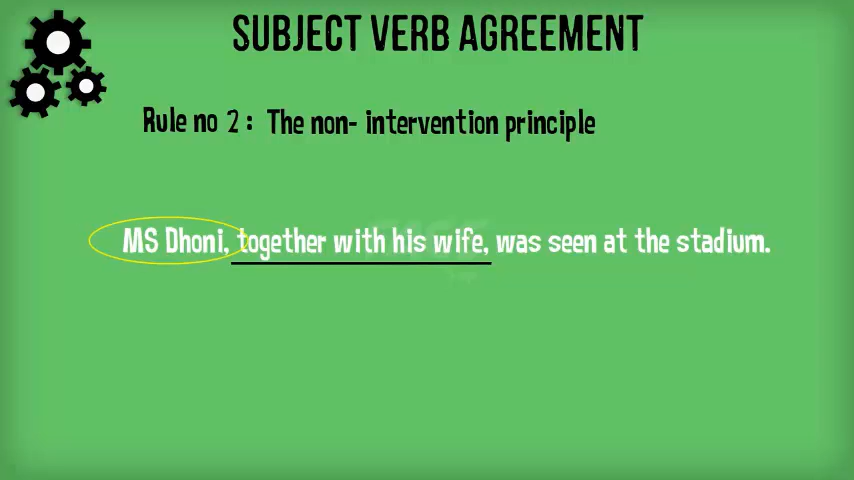 SUBJECT VERB AGREEMENT
Rule no 2 : The non- intervention principle
MS Dhoni, together with his wife, was seen at the stadium.